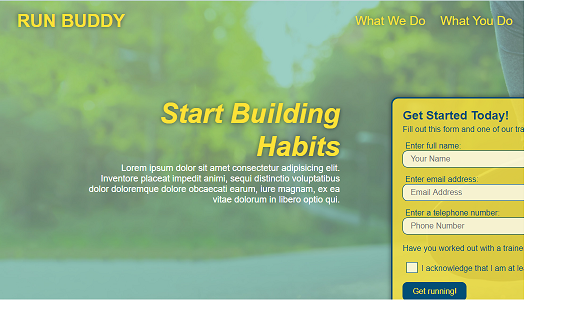 RUN BUDDY
What We Do What You Do
Start Building
Habits
Lorem ipsum dolor sit amet consectetur adipisicing elit.
Inventore placeat impedit animi, sequi distinctio voluptatibus
dolor doloremque dolore obcaecati earum, iure magnam, ex ea
vitae dolorum in libero optio qui.
Get Started Today!
Fill out this form and one of our tra
Enter full name:
Your Name
Enter email address:
Email Address
Enter a telephone number:
Phone Number
Have you worked out with a traine
I acknowledge that I am at lea
Get running!